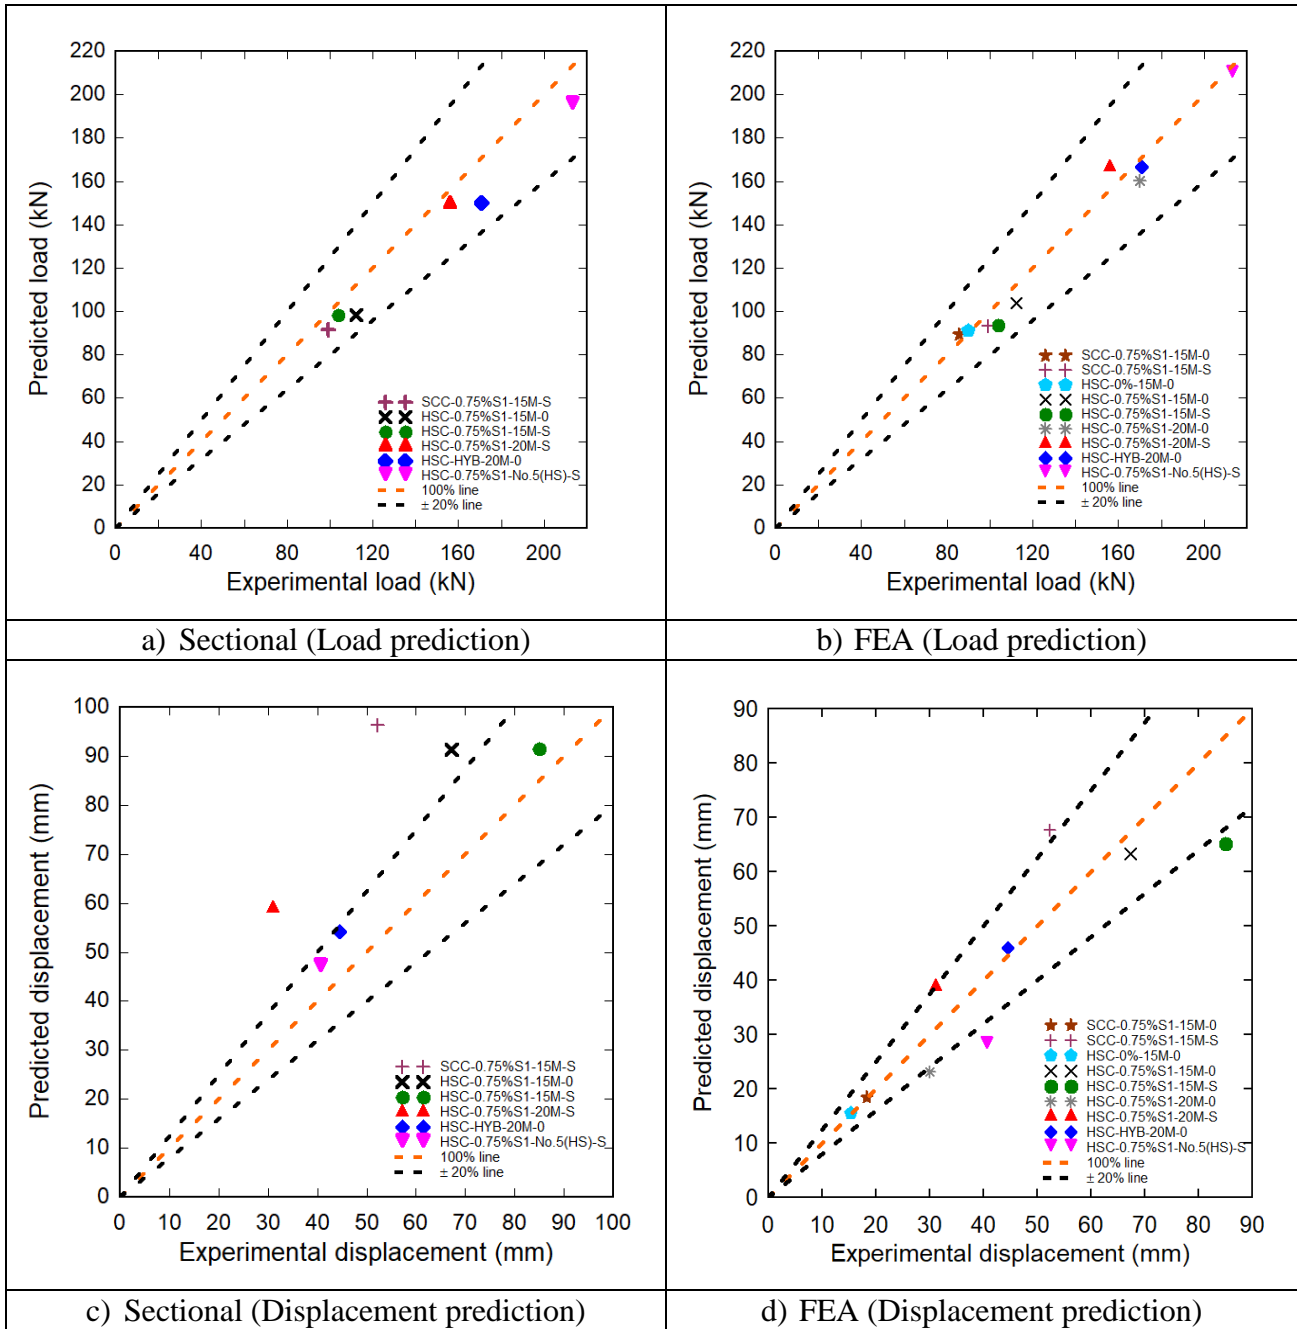 220
200
180
160
140
120
100
80
60
40
20
0
Predicted load (kN)
SCC-0.75%S1-15M-S
HSC-0.75%S1-15M-0
HSC-0.75%S1-15M-S
HSC-0.75%S1-20M-S
HSC-HYB-20M-0
HSC-0.75%S1-No.5(HS)-S
100% line
± 20% line
0 40 80 120 160 200
Experimental load (kN)
a) Sectional (Load prediction)
220
200
180
160
140
120
100
80
60
40
20
0
Predicted load (kN)
SCC-0.75%S1-15M-0
SCC-0.75%S1-15M-S
HSC-0%-15M-0
HSC-0.75%S1-15M-0
HSC-0.75%S1-15M-S
HSC-0.75%S1-20M-0
HSC-0.75%S1-20M-S
HSC-HYB-20M-0
HSC-0.75%S1-No.5(HS)-S
100% line
± 20% line
0 40 80 120 160 200
Experimental load (kN)
b) FEA (Load prediction)
100
90
80
70
60
50
40
30
20
10
0
Predicted displacement (mm)
SCC-0.75%S1-15M-S
HSC-0.75%S1-15M-0
HSC-0.75%S1-15M-S
HSC-0.75%S1-20M-S
HSC-HYB-20M-0
HSC-0.75%S1-No.5(HS)-S
100% line
± 20% line
0 10 20 30 40 50 60 70 80 90 100
Experimental displacement (mm)
c) Sectional (Displacement prediction)
90
80
70
60
50
40
30
20
10
0
Predicted displacement (mm)
SCC-0.75%S1-15M-0
SCC-0.75%S1-15M-S
HSC-0%-15M-0
HSC-0.75%S1-15M-0
HSC-0.75%S1-15M-S
HSC-0.75%S1-20M-0
HSC-0.75%S1-20M-S
HSC-HYB-20M-0
HSC-0.75%S1-No.5(HS)-S
100% line
± 20% line
0 10 20 30 40 50 60 70 80 90
Experimental displacement (mm)
d) FEA (Displacement prediction)